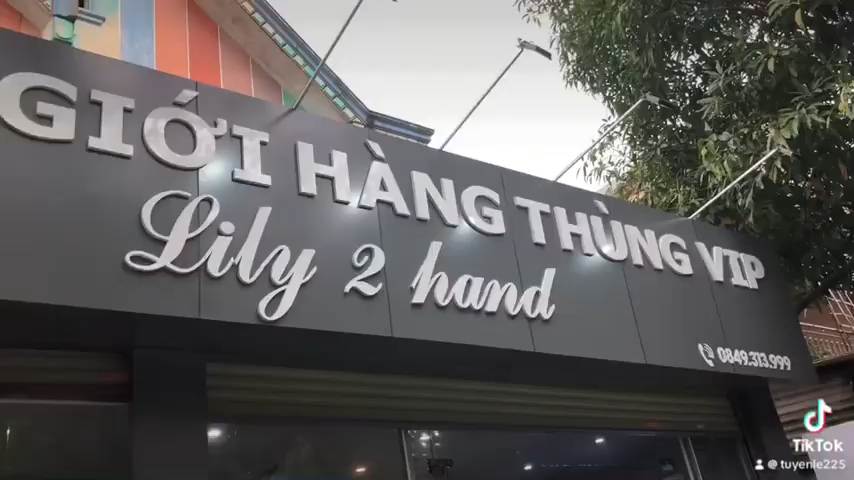 GIỚI HÀNG THÙNG VIP
Lily 2 hand
0849.313.999
TikTok
@tuyenle225